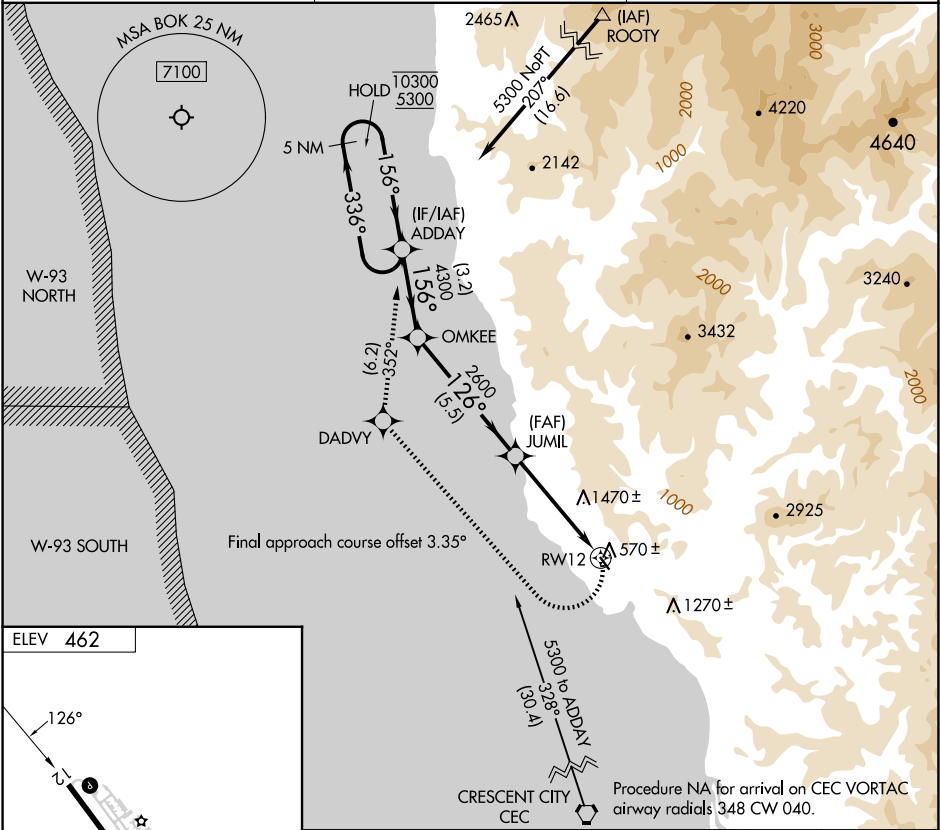 MSA BOK 25 NM
7100
HOLD
10300
5300
5 NM
156°
336°
(IF/IAF)
ADDAY
2465
(IAF)
ROOTY
5300 NoPT
207°
(16.6)
2142
1000
2000
3000
4220
4640
W-93
NORTH
156°
4300
(3.2)
OMKEE
(6.2)
352°
DADVY
2600
126°
(5.5)
(FAF)
JUMIL
2000
3432
3240
2000
1470±
1000
2925
W-93 SOUTH
Final approach course offset 3.35°
RW12
570±
1270±
ELEV 462
126°
12
P
5300 to ADDAY
328°
(30.4)
CRESCENT CITY
CEC
Procedure NA for arrival on CEC VORTAC
airway radials 348 CW 040.